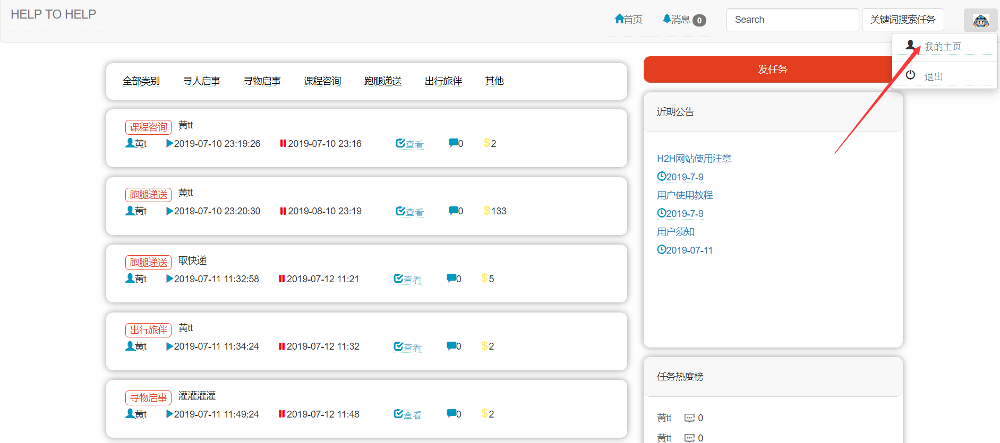 HELP TO HELP
首页 消息 0 Search 关键词搜索任务
我的主页
退出
全部类别 寻人启事 寻物启事 课程咨询 跑腿递送 出行旅伴 其他
课程咨询 黄tt
黄t 2019-07-10 23:19:26 2019-07-10 23:16 查看 0 $2
跑腿递送 黄tt
黄t 2019-07-10 23:20:30 2019-08-10 23:19 查看 0 $133
跑腿递送 取快递
黄t 2019-07-11 11:32:58 2019-07-12 11:21 查看 0 $5
出行旅伴 黄tt
黄t 2019-07-11 11:34:24 2019-07-12 11:32 查看 0 $2
寻物启事 灌灌灌灌
黄t 2019-07-11 11:49:24 2019-07-12 11:48 查看 0 $2
发任务
近期公告
H2H网站使用注意
2019-7-9
用户使用教程
2019-7-9
用户须知
2019-07-11
任务热度榜
黄tt 0
黄tt 0